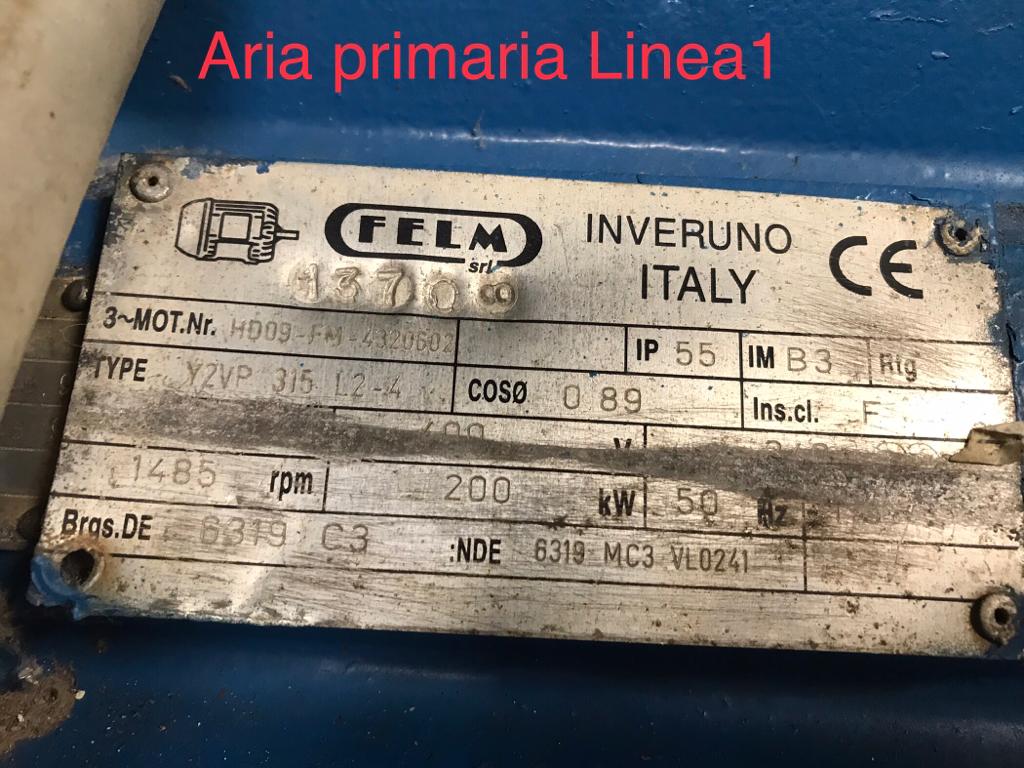 Aria primaria Linea1
FELM srl INVERUNO
ITALY CE
13708
3~MOT.Nr. HD09-FM-4320602 IP 55 IM B3 Rtg
TYPE Y2VP 315 L2-4 COSØ 0 89 Ins.cl. F
400 V
1485 rpm 200 kW 50 Hz
Brgs.DE 6319 C3 :NDE 6319 MC3 VL0241